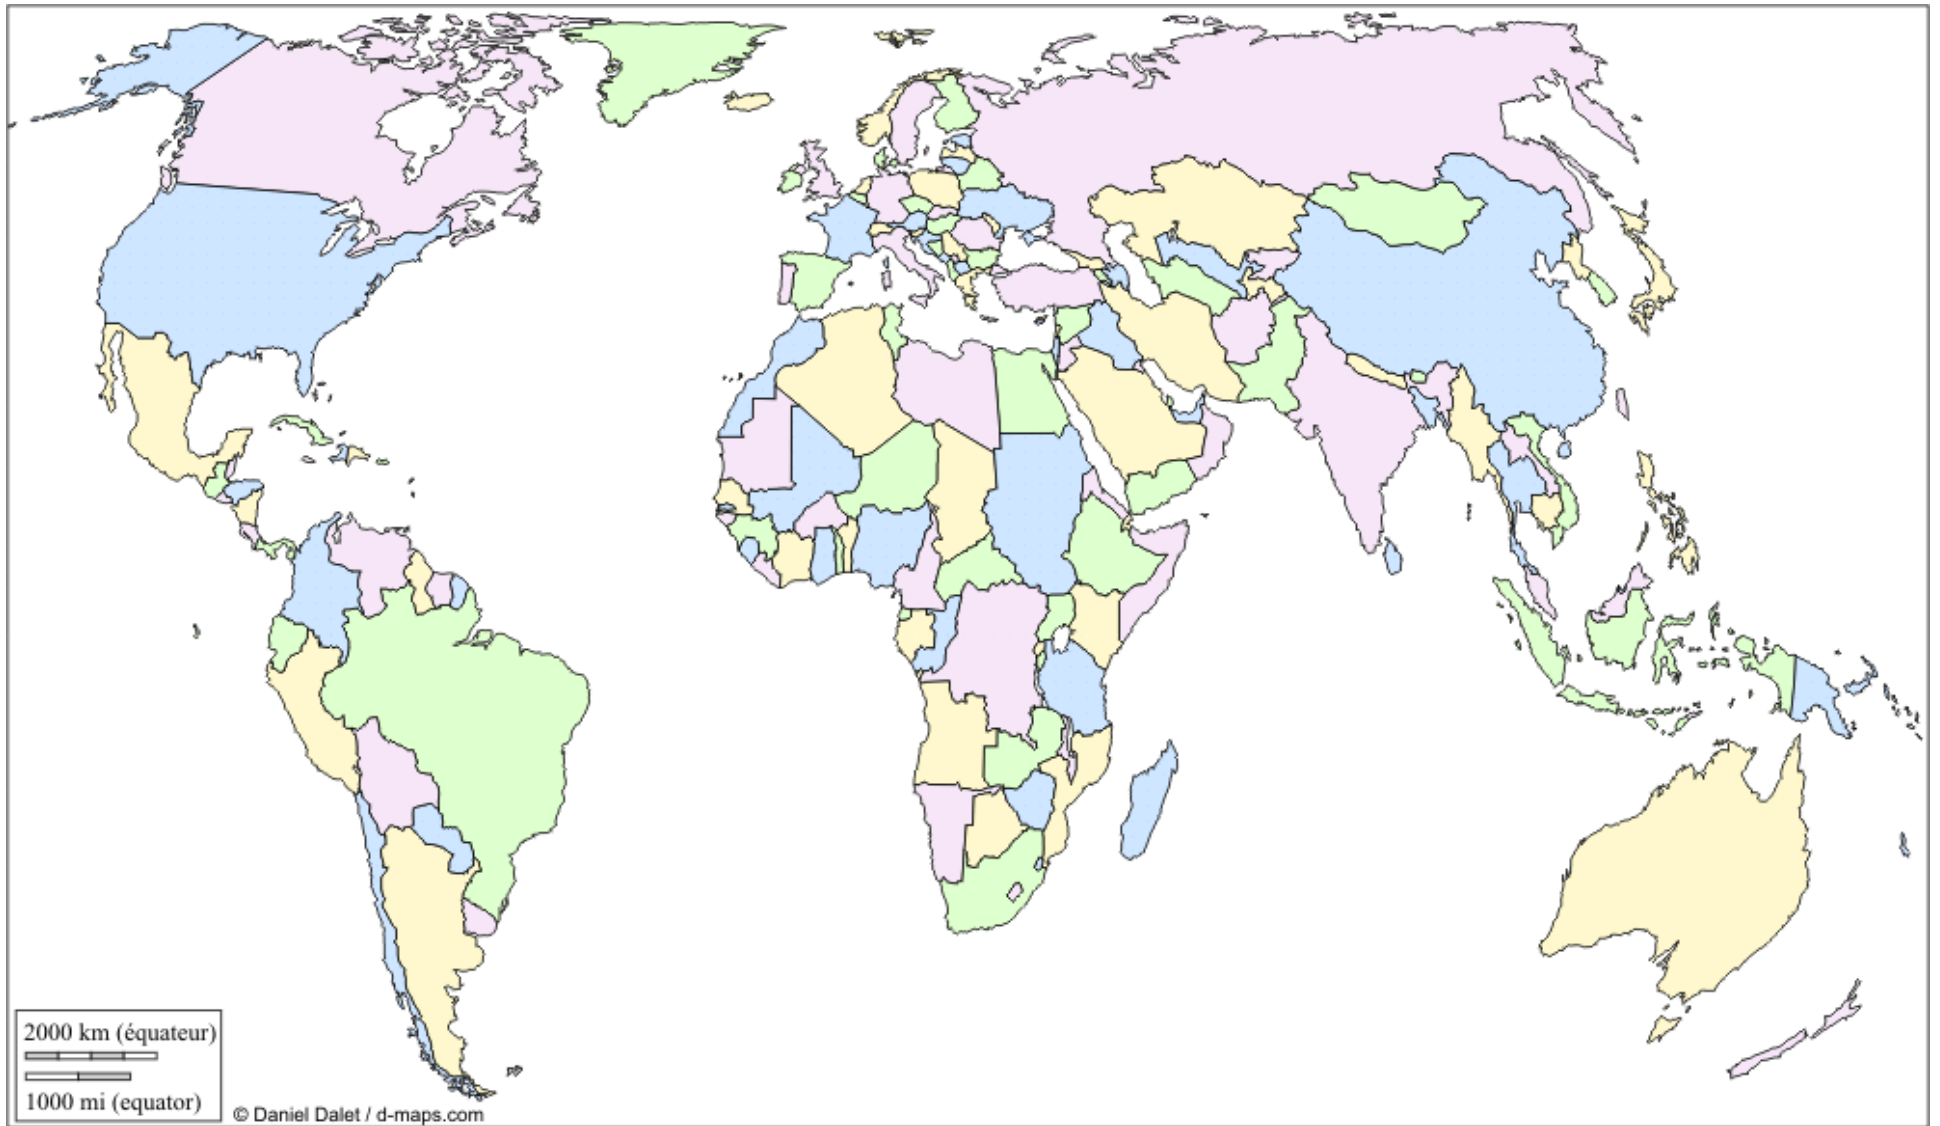 2000 km (équateur)
1000 mi (equator)
© Daniel Dalet / d-maps.com